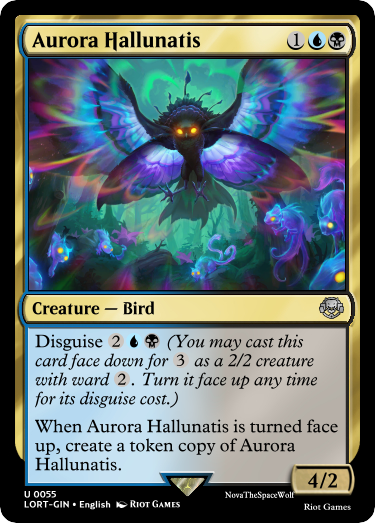 Aurora Hallunatis 1
Creature — Bird
Disguise 2 (You may cast this
card face down for 3 as a 2/2 creature
with ward 2. Turn it face up any time
for its disguise cost.)
When Aurora Hallunatis is turned face
up, create a token copy of Aurora
Hallunatis.
4/2
U 0055
LORT-GIN • English Riot Games
NovaTheSpaceWolf
Riot Games